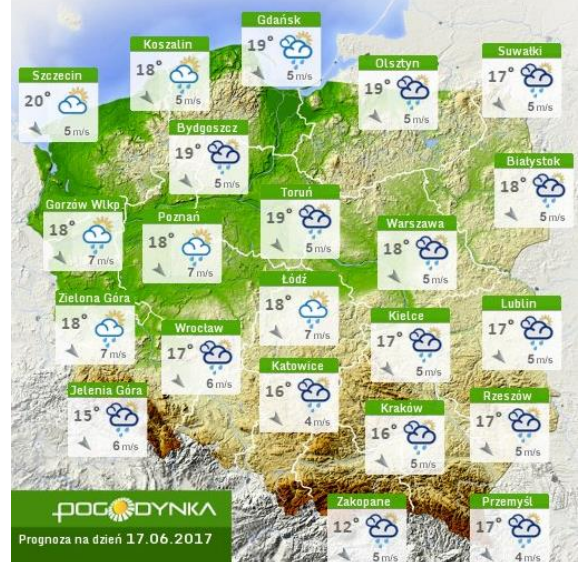 Gdańsk
19°
5 m/s
Koszalin
18°
5 m/s
Suwałki
17°
5 m/s
Olsztyn
19°
5 m/s
Szczecin
20°
5 m/s
Bydgoszcz
19°
5 m/s
Białystok
18°
5 m/s
Toruń
19°
5 m/s
Gorzów Wlkp
18°
7 m/s
Poznań
18°
7 m/s
Warszawa
18°
5 m/s
Łódź
18°
7 m/s
Zielona Góra
18°
7 m/s
Lublin
17°
5 m/s
Kielce
17°
5 m/s
Wrocław
17°
6 m/s
Katowice
16°
4 m/s
Jelenia Góra
15°
6 m/s
Rzeszów
17°
5 m/s
Kraków
16°
5 m/s
Zakopane
12°
5 m/s
Przemyśl
17°
4 m/s
POGODYNKA
Prognoza na dzień 17.06.2017